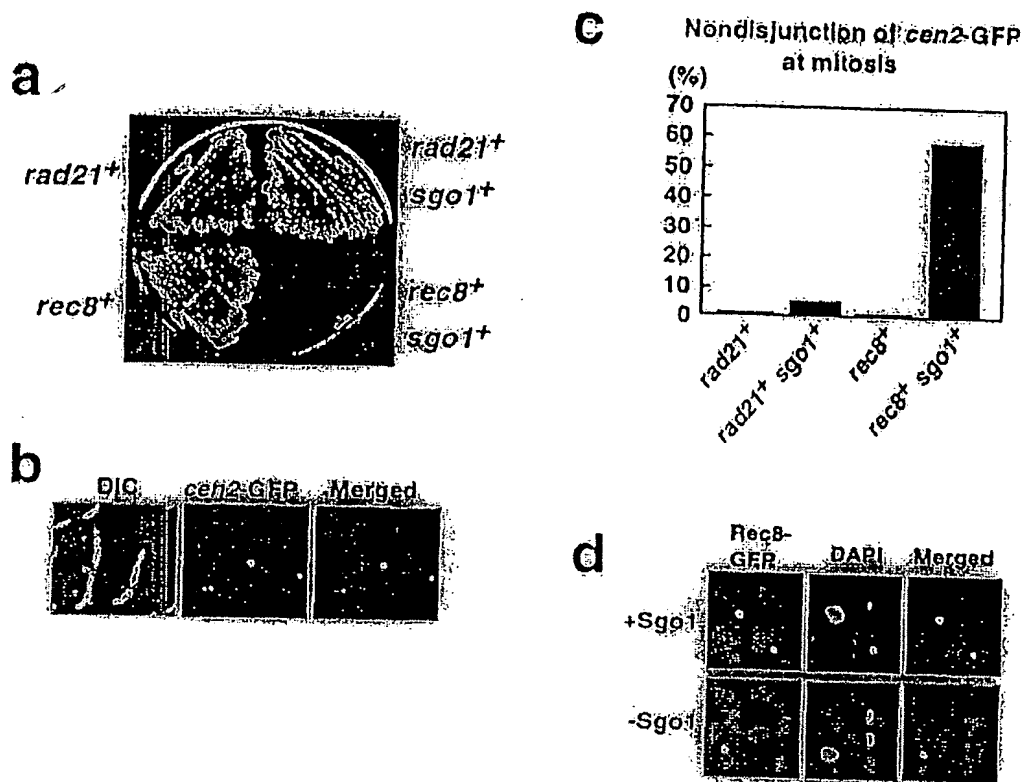 a
rad21+
rad21+
sgo1+
rec8+
rec8+
sgo1+
b
DIC
cen2-GFP
Merged
c
Nondisjunction of cen2-GFP
at mitosis
(%)
70
60
50
40
30
20
10
0
rad21+
rad21+ sgo1+
rec8+
rec8+ sgo1+
d
Rec8-
GFP
DAPI
Merged
+Sgo1
-Sgo1